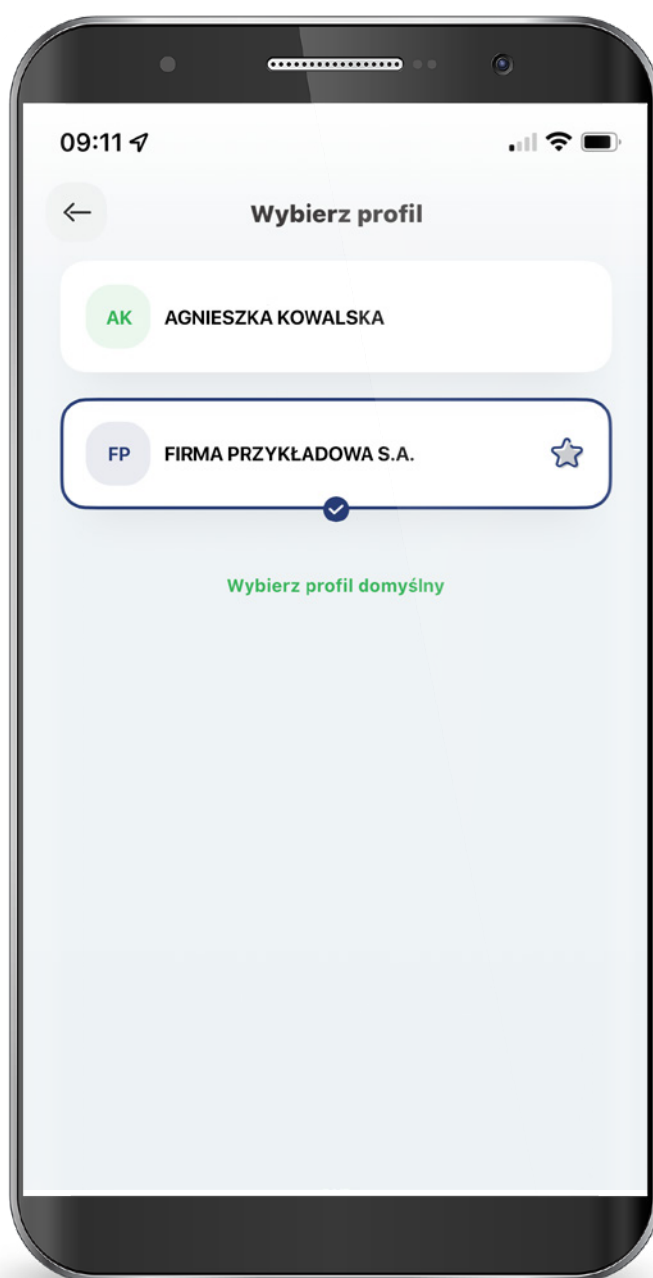 09:11
Wybierz profil
AK AGNIESZKA KOWALSKA
FP FIRMA PRZYKŁADOWA S.A.
Wybierz profil domyślny